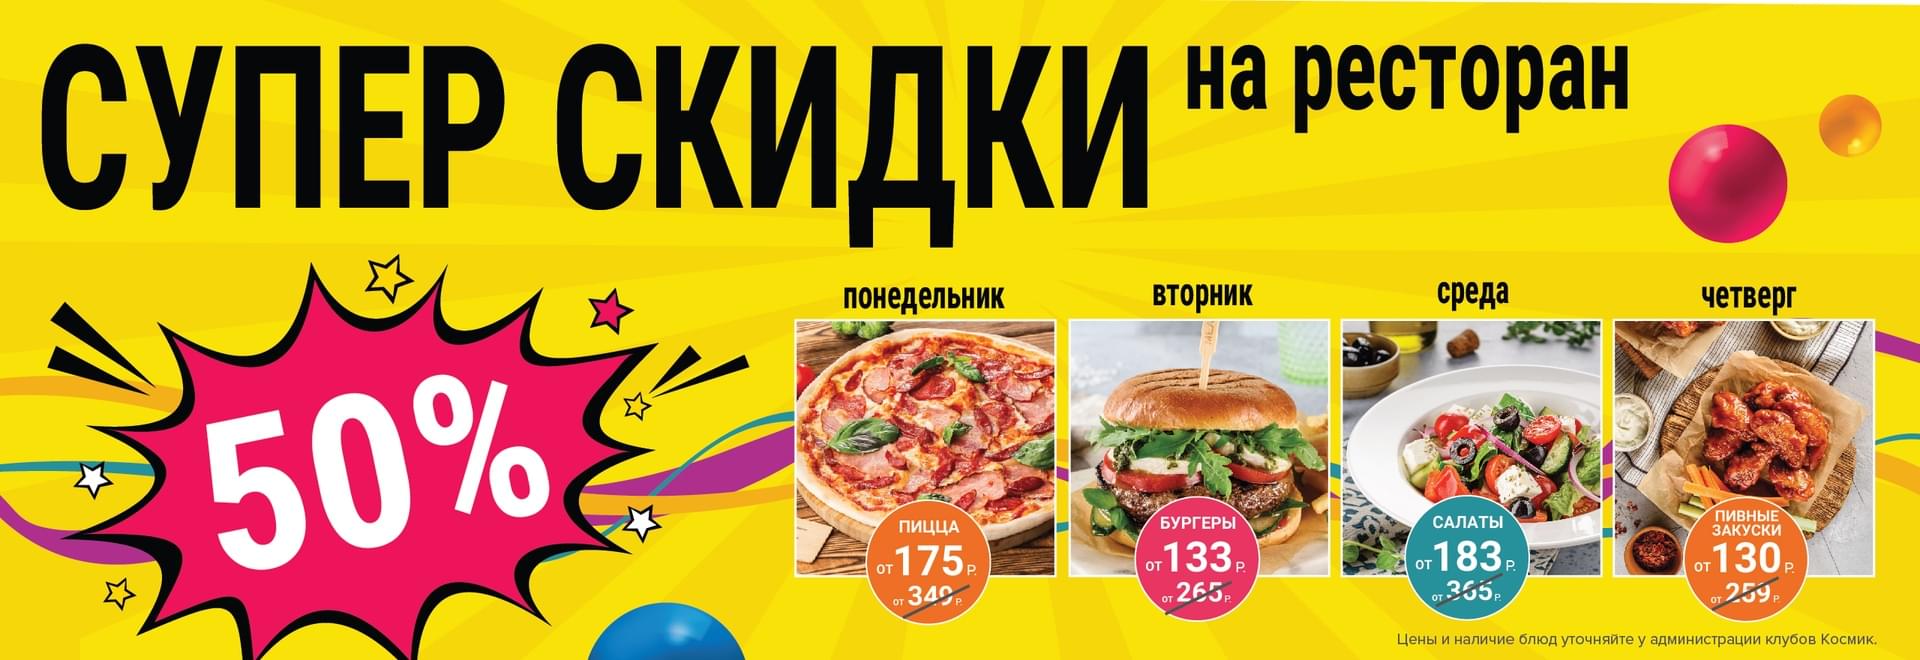 СУПЕР СКИДКИ на ресторан
50%
понедельник
ПИЦЦА
от 175 Р.
от 349 Р.
вторник
БУРГЕРЫ
от 133 Р.
от 265 Р.
среда
САЛАТЫ
от 183 Р.
от 365 Р.
четверг
ПИВНЫЕ
ЗАКУСКИ
от 130 Р.
от 259 Р.
Цены и наличие блюд уточняйте у администрации клубов Космик.